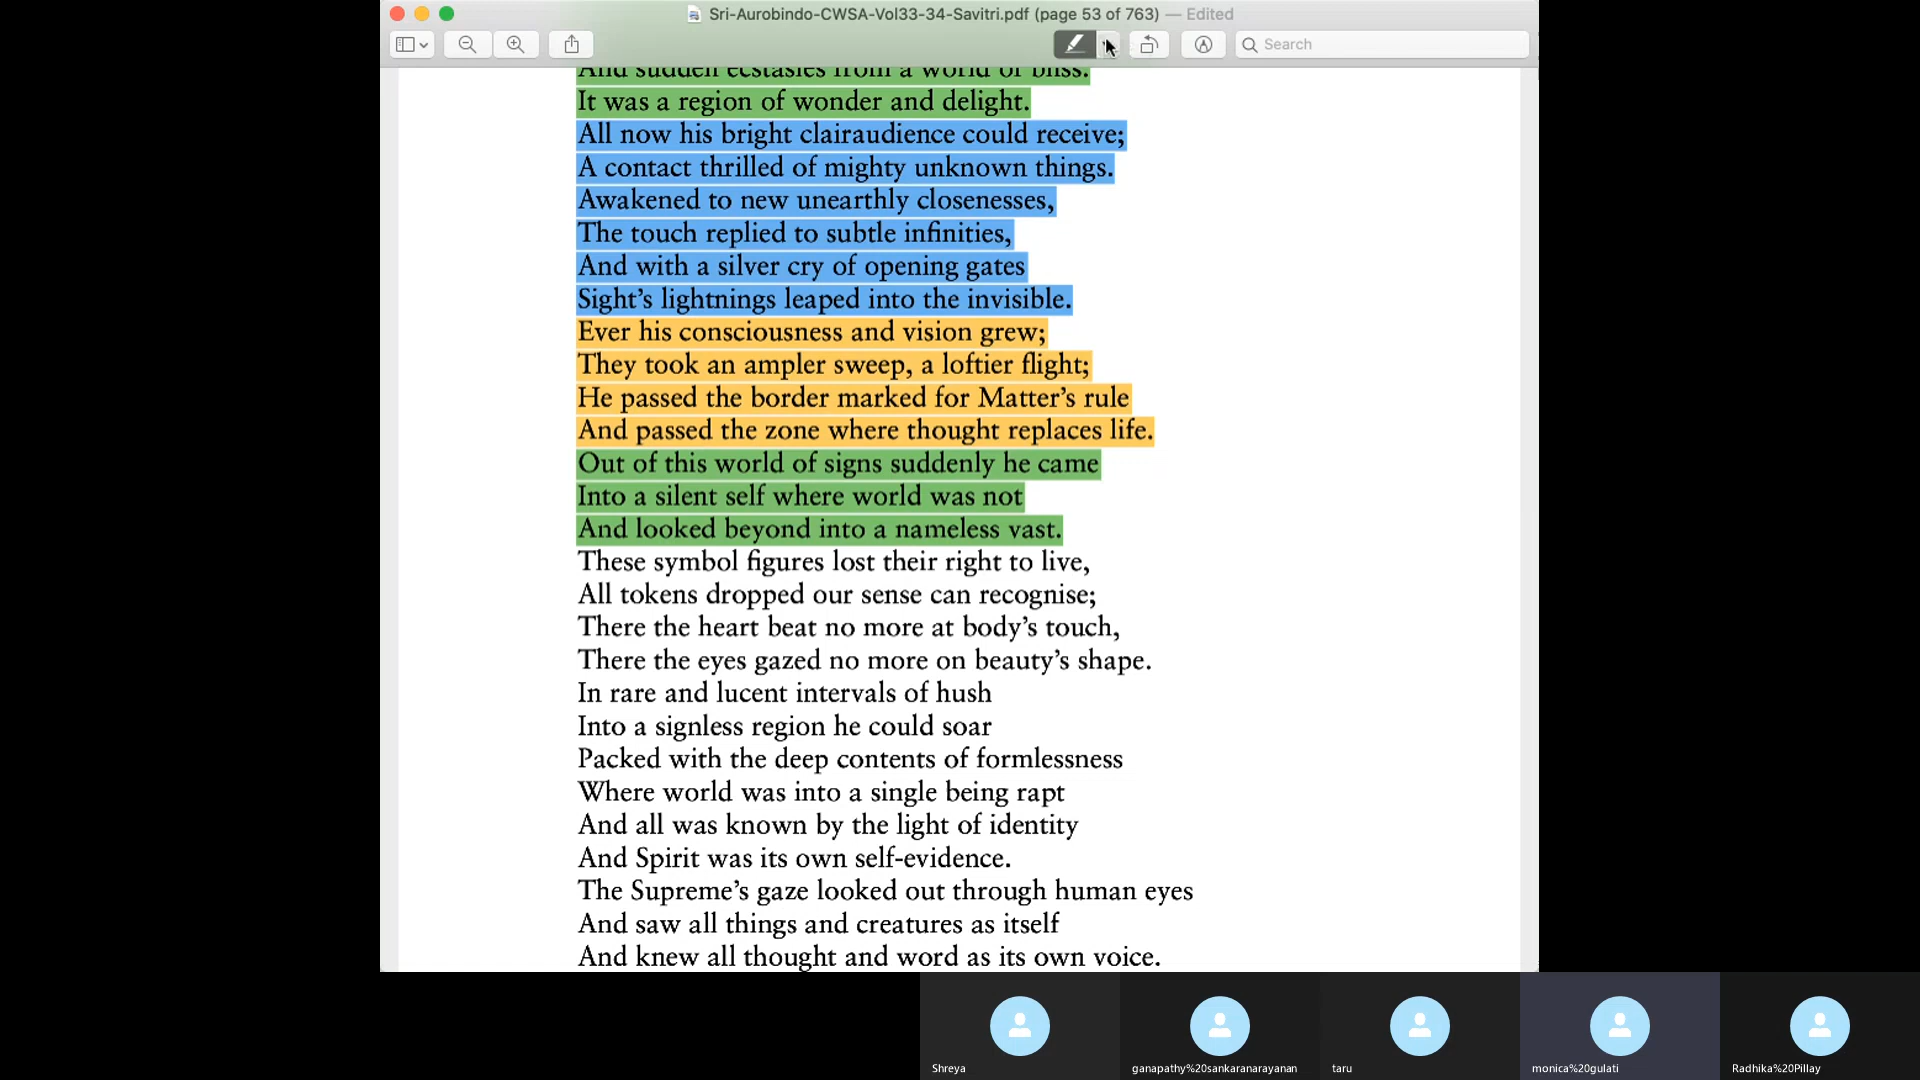 Sri-Aurobindo-CWSA-Vol33-34-Savitri.pdf (page 53 of 763) — Edited
Search
And sudden ecstasies from a world of bliss.
It was a region of wonder and delight.
All now his bright clairaudience could receive;
A contact thrilled of mighty unknown things.
Awakened to new unearthly closenesses,
The touch replied to subtle infinities,
And with a silver cry of opening gates
Sight’s lightnings leaped into the invisible.
Ever his consciousness and vision grew;
They took an ampler sweep, a loftier flight;
He passed the border marked for Matter’s rule
And passed the zone where thought replaces life.
Out of this world of signs suddenly he came
Into a silent self where world was not
And looked beyond into a nameless vast.
These symbol figures lost their right to live,
All tokens dropped our sense can recognise;
There the heart beat no more at body’s touch,
There the eyes gazed no more on beauty’s shape.
In rare and lucent intervals of hush
Into a signless region he could soar
Packed with the deep contents of formlessness
Where world was into a single being rapt
And all was known by the light of identity
And Spirit was its own self-evidence.
The Supreme’s gaze looked out through human eyes
And saw all things and creatures as itself
And knew all thought and word as its own voice.
Shreya
ganapathy%20sankaranarayanan
taru
monica%20gulati
Radhika%20Pillay